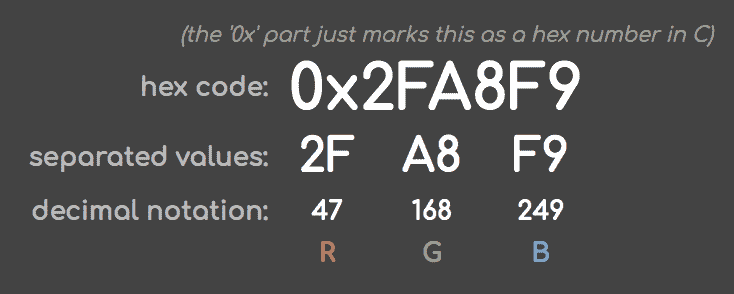 (the '0x' part just marks this as a hex number in C)
hex code: 0x2FA8F9
separated values: 2F A8 F9
decimal notation: 47 168 249
R G B